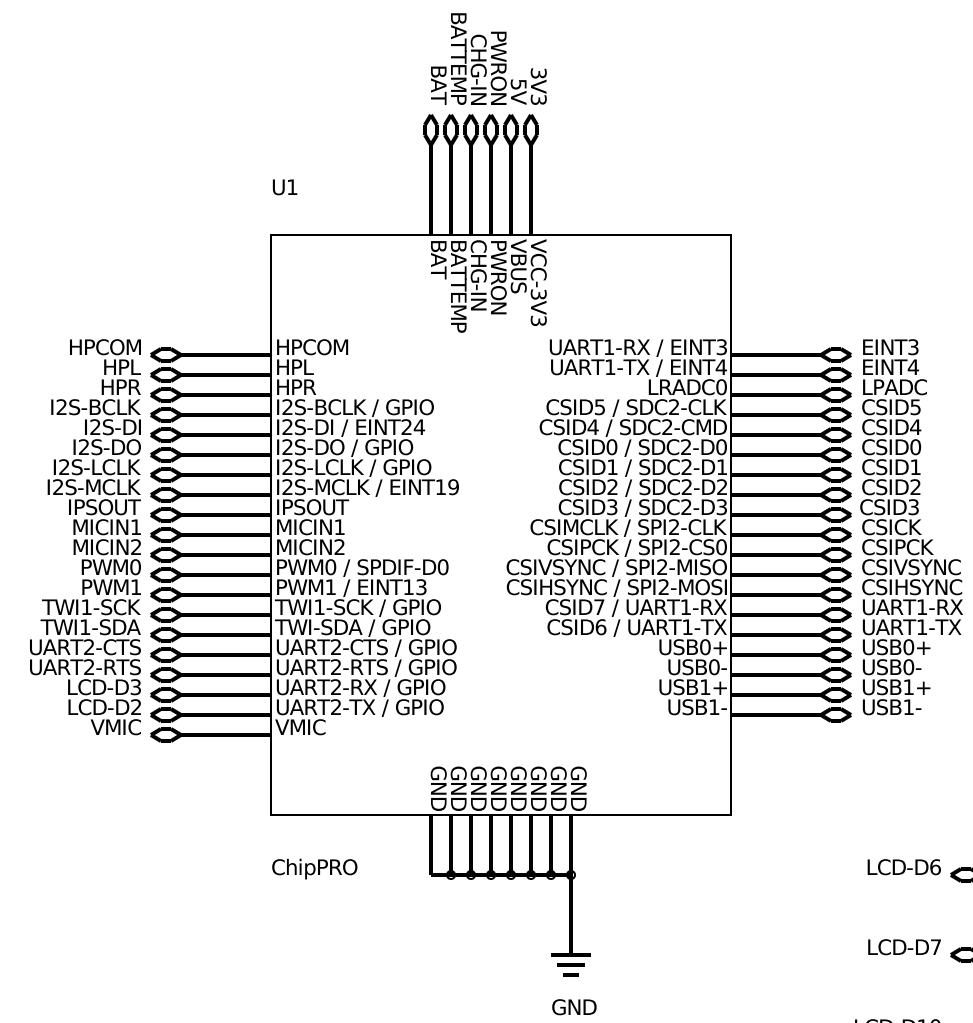 BAT
BATTEMP
CHG-IN
PWRON
5V
3V3
U1
BAT
BATTEMP
CHG-IN
PWRON
VBUS
VCC-3V3
HPCOM HPCOM UART1-RX / EINT3 EINT3
HPL HPL UART1-TX / EINT4 EINT4
HPR HPR LRADC0 LPADC
I2S-BCLK I2S-BCLK / GPIO CSID5 / SDC2-CLK CSID5
I2S-DI I2S-DI / EINT24 CSID4 / SDC2-CMD CSID4
I2S-DO I2S-DO / GPIO CSID0 / SDC2-D0 CSID0
I2S-LCLK I2S-LCLK / GPIO CSID1 / SDC2-D1 CSID1
I2S-MCLK I2S-MCLK / EINT19 CSID2 / SDC2-D2 CSID2
IPSOUT IPSOUT CSID3 / SDC2-D3 CSID3
MICIN1 MICIN1 CSIMCLK / SPI2-CLK CSICK
MICIN2 MICIN2 CSIPCK / SPI2-CS0 CSIPCK
PWM0 PWM0 / SPDIF-D0 CSIVSYNC / SPI2-MISO CSIVSYNC
PWM1 PWM1 / EINT13 CSIHSYNC / SPI2-MOSI CSIHSYNC
TWI1-SCK TWI1-SCK / GPIO CSID7 / UART1-RX UART1-RX
TWI1-SDA TWI-SDA / GPIO CSID6 / UART1-TX UART1-TX
UART2-CTS UART2-CTS / GPIO USB0+ USB0+
UART2-RTS UART2-RTS / GPIO USB0- USB0-
LCD-D3 UART2-RX / GPIO USB1+ USB1+
LCD-D2 UART2-TX / GPIO USB1- USB1-
VMIC VMIC
GND
GND
GND
GND
GND
GND
GND
GND
ChipPRO
LCD-D6
LCD-D7
GND